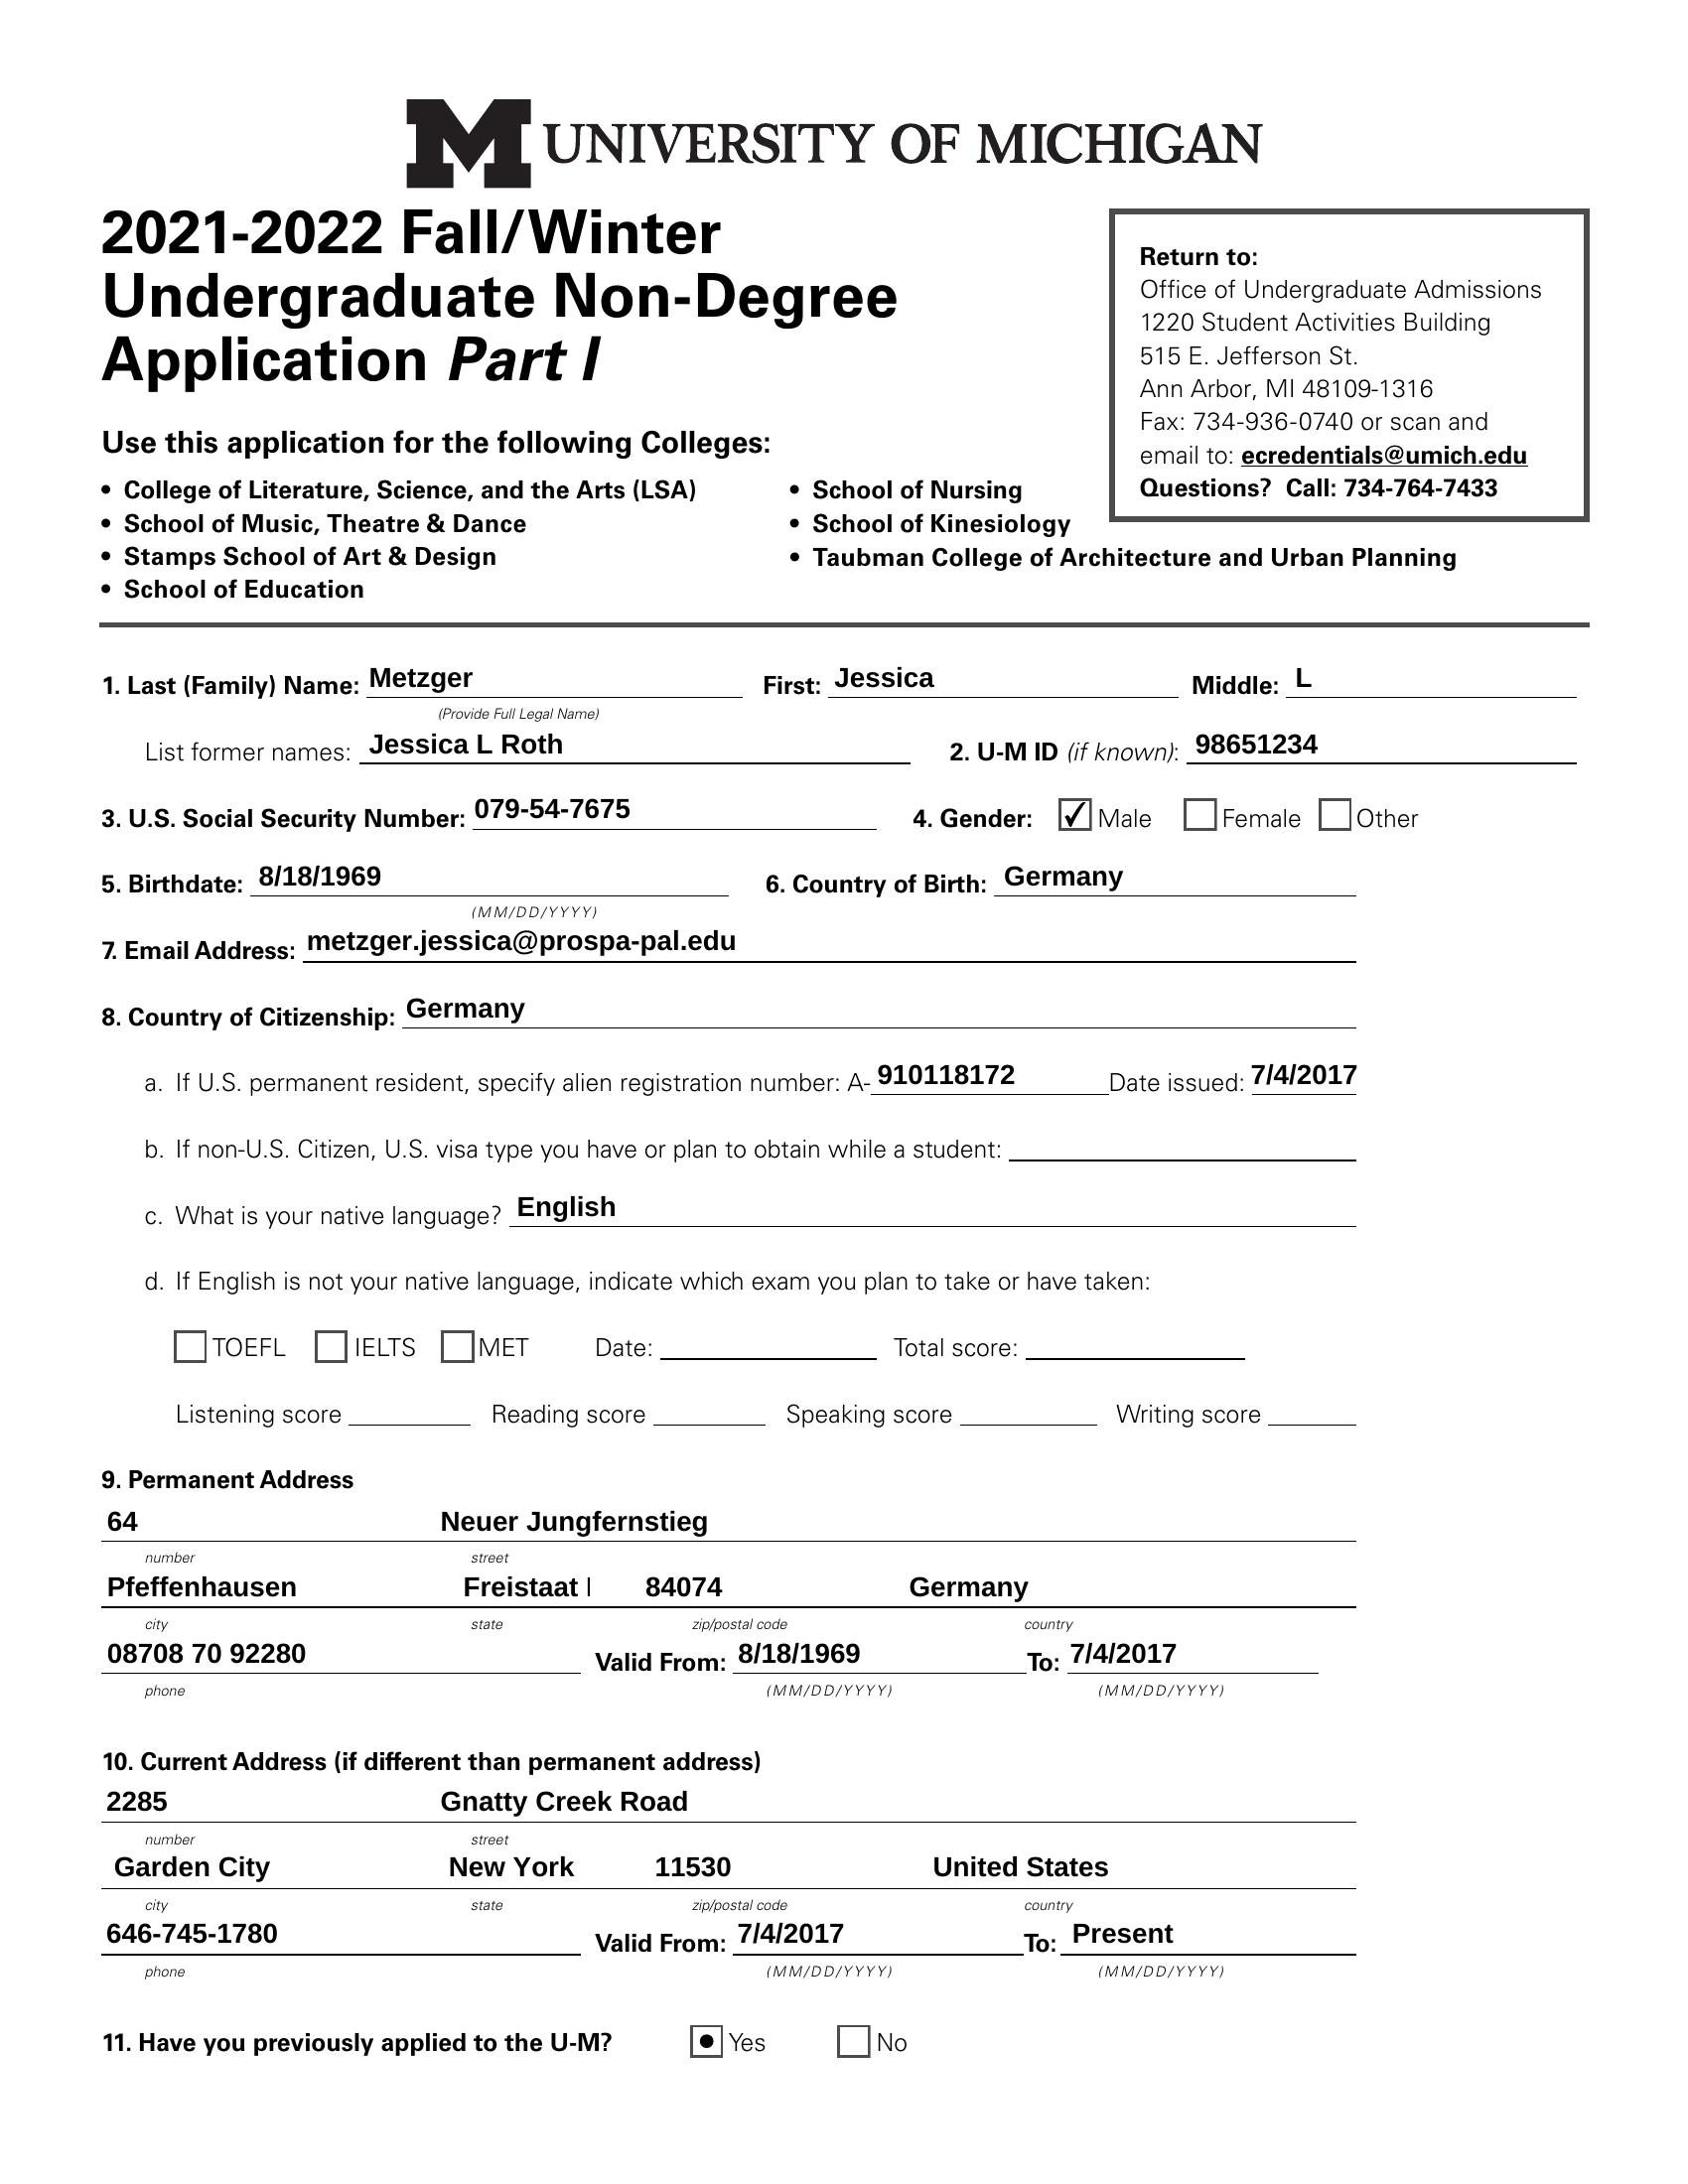 M UNIVERSITY OF MICHIGAN
2021-2022 Fall/Winter
Undergraduate Non-Degree
Application Part I
Return to:
Office of Undergraduate Admissions
1220 Student Activities Building
515 E. Jefferson St.
Ann Arbor, MI 48109-1316
Fax: 734-936-0740 or scan and
email to: ecredentials@umich.edu
Questions? Call: 734-764-7433
Use this application for the following Colleges:
• College of Literature, Science, and the Arts (LSA)
• School of Music, Theatre & Dance
• Stamps School of Art & Design
• School of Education
• School of Nursing
• School of Kinesiology
• Taubman College of Architecture and Urban Planning
1. Last (Family) Name: Metzger First: Jessica Middle: L
(Provide Full Legal Name)
List former names: Jessica L Roth 2. U-M ID (if known): 98651234
3. U.S. Social Security Number: 079-54-7675 4. Gender: ✓ Male Female Other
5. Birthdate: 8/18/1969 6. Country of Birth: Germany
(MM/DD/YYYY)
7. Email Address: metzger.jessica@prospa-pal.edu
8. Country of Citizenship: Germany
a. If U.S. permanent resident, specify alien registration number: A- 910118172 Date issued: 7/4/2017
b. If non-U.S. Citizen, U.S. visa type you have or plan to obtain while a student:
c. What is your native language? English
d. If English is not your native language, indicate which exam you plan to take or have taken:
TOEFL IELTS MET Date: Total score:
Listening score Reading score Speaking score Writing score
9. Permanent Address
64 Neuer Jungfernstieg
number street
Pfeffenhausen Freistaat 84074 Germany
city state zip/postal code country
08708 70 92280 Valid From: 8/18/1969 To: 7/4/2017
phone (MM/DD/YYYY) (MM/DD/YYYY)
10. Current Address (if different than permanent address)
2285 Gnatty Creek Road
number street
Garden City New York 11530 United States
city state zip/postal code country
646-745-1780 Valid From: 7/4/2017 To: Present
phone (MM/DD/YYYY) (MM/DD/YYYY)
11. Have you previously applied to the U-M? Yes No